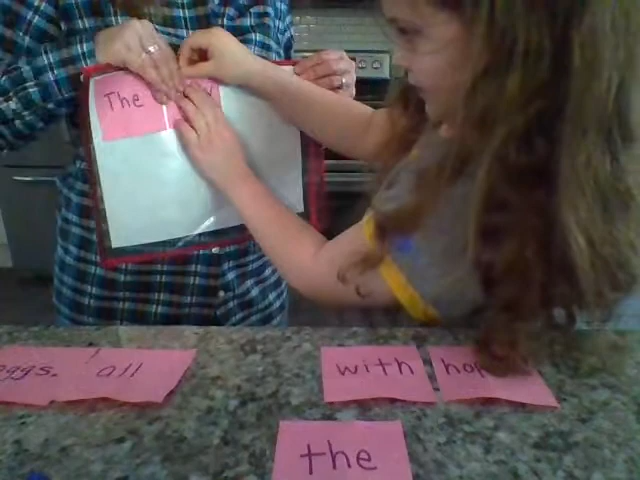 The
eggs. all
with
the